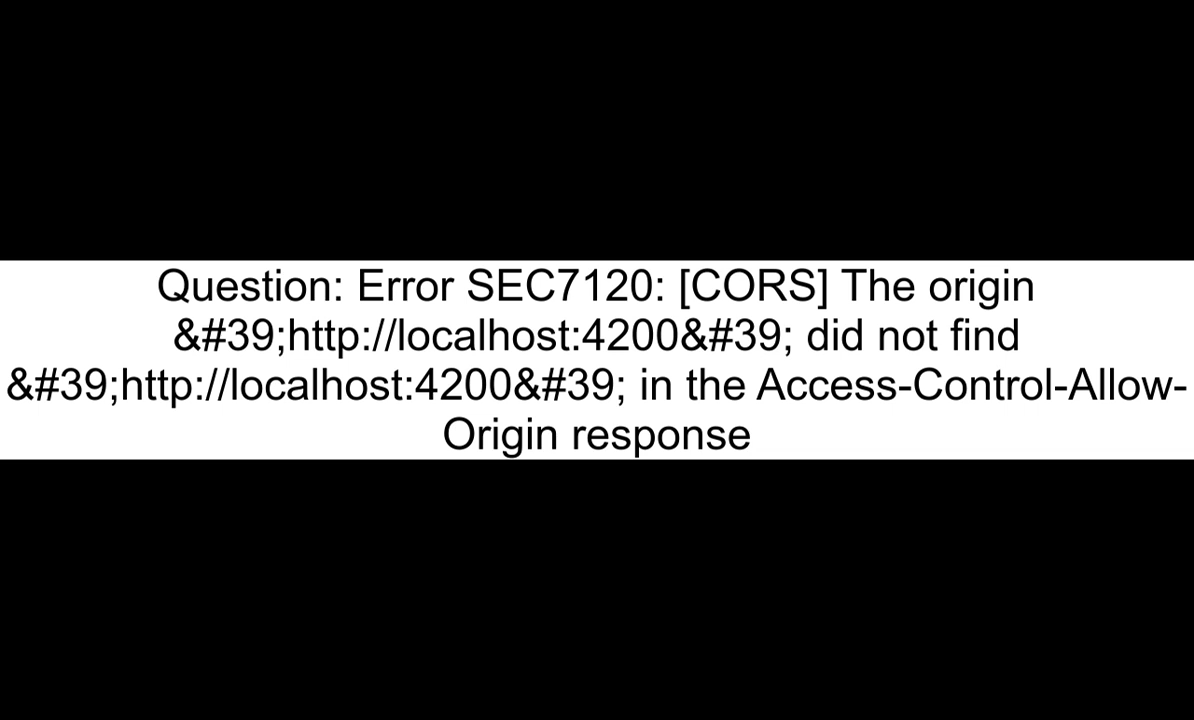 Question: Error SEC7120: [CORS] The origin
&#39;http://localhost:4200&#39; did not find
&#39;http://localhost:4200&#39; in the Access-Control-Allow-
Origin response